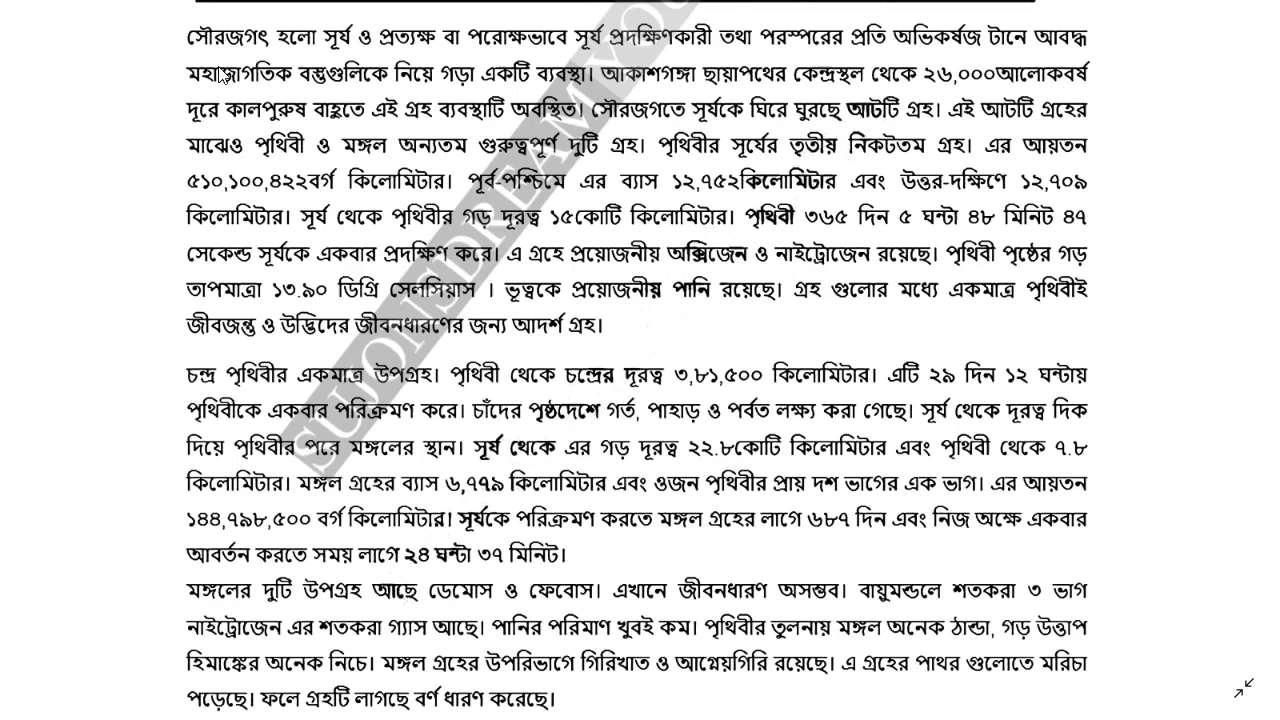 সৌরজগৎ হলো সূর্য ও প্রত্যক্ষ বা পরোক্ষভাবে সূর্য প্রদক্ষিণকারী তথা পরস্পরের প্রতি অভিকর্ষজ টানে আবদ্ধ
মহাজাগতিক বস্তুগুলিকে নিয়ে গড়া একটি ব্যবস্থা। আকাশগঙ্গা ছায়াপথের কেন্দ্রস্থল থেকে ২৬,০০০আলোকবর্ষ
দূরে কালপুরুষ বাহুতে এই গ্রহ ব্যবস্থাটি অবস্থিত। সৌরজগতে সূর্যকে ঘিরে ঘুরছে আটটি গ্রহ। এই আটটি গ্রহের
মাঝেও পৃথিবী ও মঙ্গল অন্যতম গুরুত্বপূর্ণ দুটি গ্রহ। পৃথিবীর সূর্যের তৃতীয় নিকটতম গ্রহ। এর আয়তন
৫১০,১০০,৪২২বর্গ কিলোমিটার। পূর্ব-পশ্চিমে এর ব্যাস ১২,৭৫২কিলোমিটার এবং উত্তর-দক্ষিণে ১২,৭০৯
কিলোমিটার। সূর্য থেকে পৃথিবীর গড় দূরত্ব ১৫কোটি কিলোমিটার। পৃথিবী ৩৬৫ দিন ৫ ঘন্টা ৪৮ মিনিট ৪৭
সেকেন্ড সূর্যকে একবার প্রদক্ষিণ করে। এ গ্রহে প্রয়োজনীয় অক্সিজেন ও নাইট্রোজেন রয়েছে। পৃথিবী পৃষ্ঠের গড়
তাপমাত্রা ১৩.৯০ ডিগ্রি সেলসিয়াস । ভূত্বকে প্রয়োজনীয় পানি রয়েছে। গ্রহ গুলোর মধ্যে একমাত্র পৃথিবীই
জীবজন্তু ও উদ্ভিদের জীবনধারণের জন্য আদর্শ গ্রহ।
চন্দ্র পৃথিবীর একমাত্র উপগ্রহ। পৃথিবী থেকে চন্দ্রের দূরত্ব ৩,৮১,৫০০ কিলোমিটার। এটি ২৯ দিন ১২ ঘন্টায়
পৃথিবীকে একবার পরিক্রমণ করে। চাঁদের পৃষ্ঠদেশে গর্ত, পাহাড় ও পর্বত লক্ষ্য করা গেছে। সূর্য থেকে দূরত্ব দিক
দিয়ে পৃথিবীর পরে মঙ্গলের স্থান। সূর্য থেকে এর গড় দূরত্ব ২২.৮কোটি কিলোমিটার এবং পৃথিবী থেকে ৭.৮
কিলোমিটার। মঙ্গল গ্রহের ব্যাস ৬,৭৭৯ কিলোমিটার এবং ওজন পৃথিবীর প্রায় দশ ভাগের এক ভাগ। এর আয়তন
১৪৪,৭৯৮,৫০০ বর্গ কিলোমিটার। সূর্যকে পরিক্রমণ করতে মঙ্গল গ্রহের লাগে ৬৮৭ দিন এবং নিজ অক্ষে একবার
আবর্তন করতে সময় লাগে ২৪ ঘন্টা ৩৭ মিনিট।
মঙ্গলের দুটি উপগ্রহ আছে ডেমোস ও ফেবোস। এখানে জীবনধারণ অসম্ভব। বায়ুমন্ডলে শতকরা ৩ ভাগ
নাইট্রোজেন এর শতকরা গ্যাস আছে। পানির পরিমাণ খুবই কম। পৃথিবীর তুলনায় মঙ্গল অনেক ঠান্ডা, গড় উত্তাপ
হিমাঙ্কের অনেক নিচে। মঙ্গল গ্রহের উপরিভাগে গিরিখাত ও আগ্নেয়গিরি রয়েছে। এ গ্রহের পাথর গুলোতে মরিচা
পড়েছে। ফলে গ্রহটি লাগছে বর্ণ ধারণ করেছে।